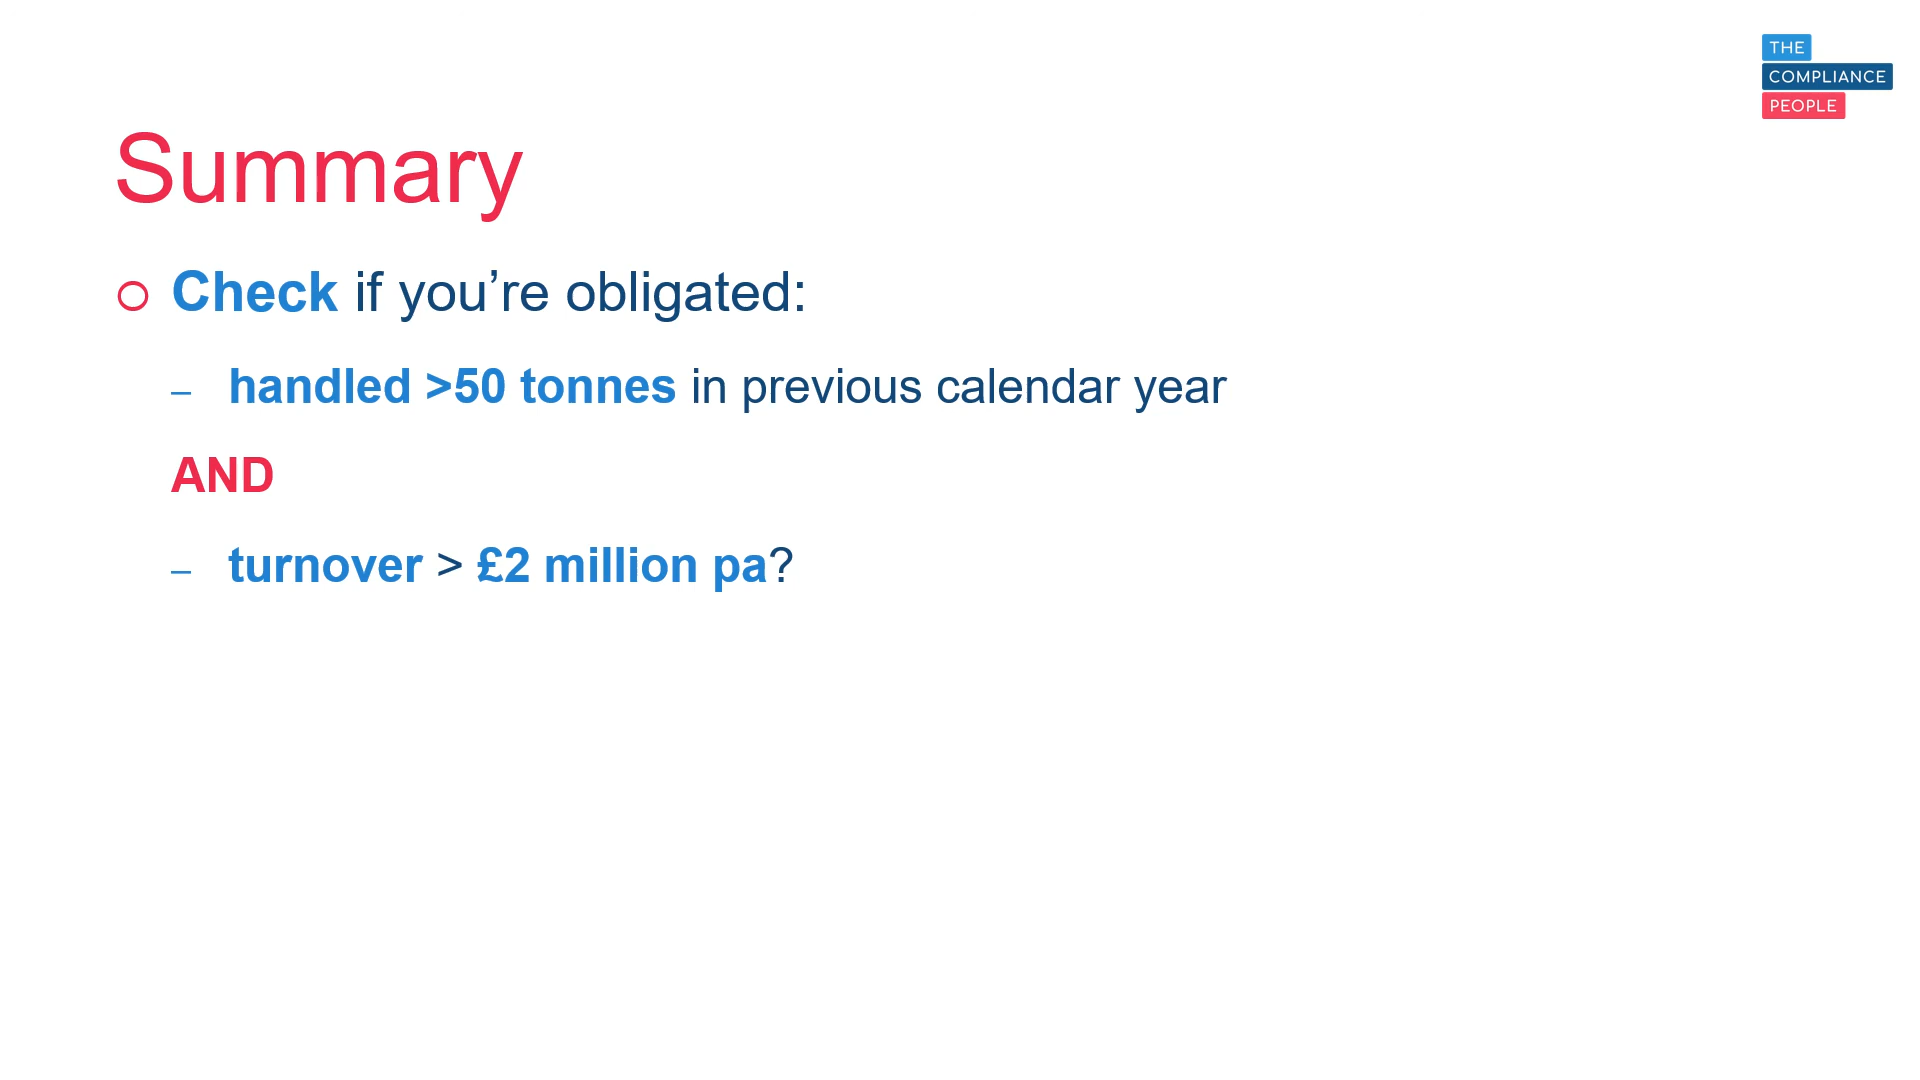 THE
COMPLIANCE
PEOPLE
Summary
Check if you’re obligated:
– handled >50 tonnes in previous calendar year
AND
– turnover > £2 million pa?